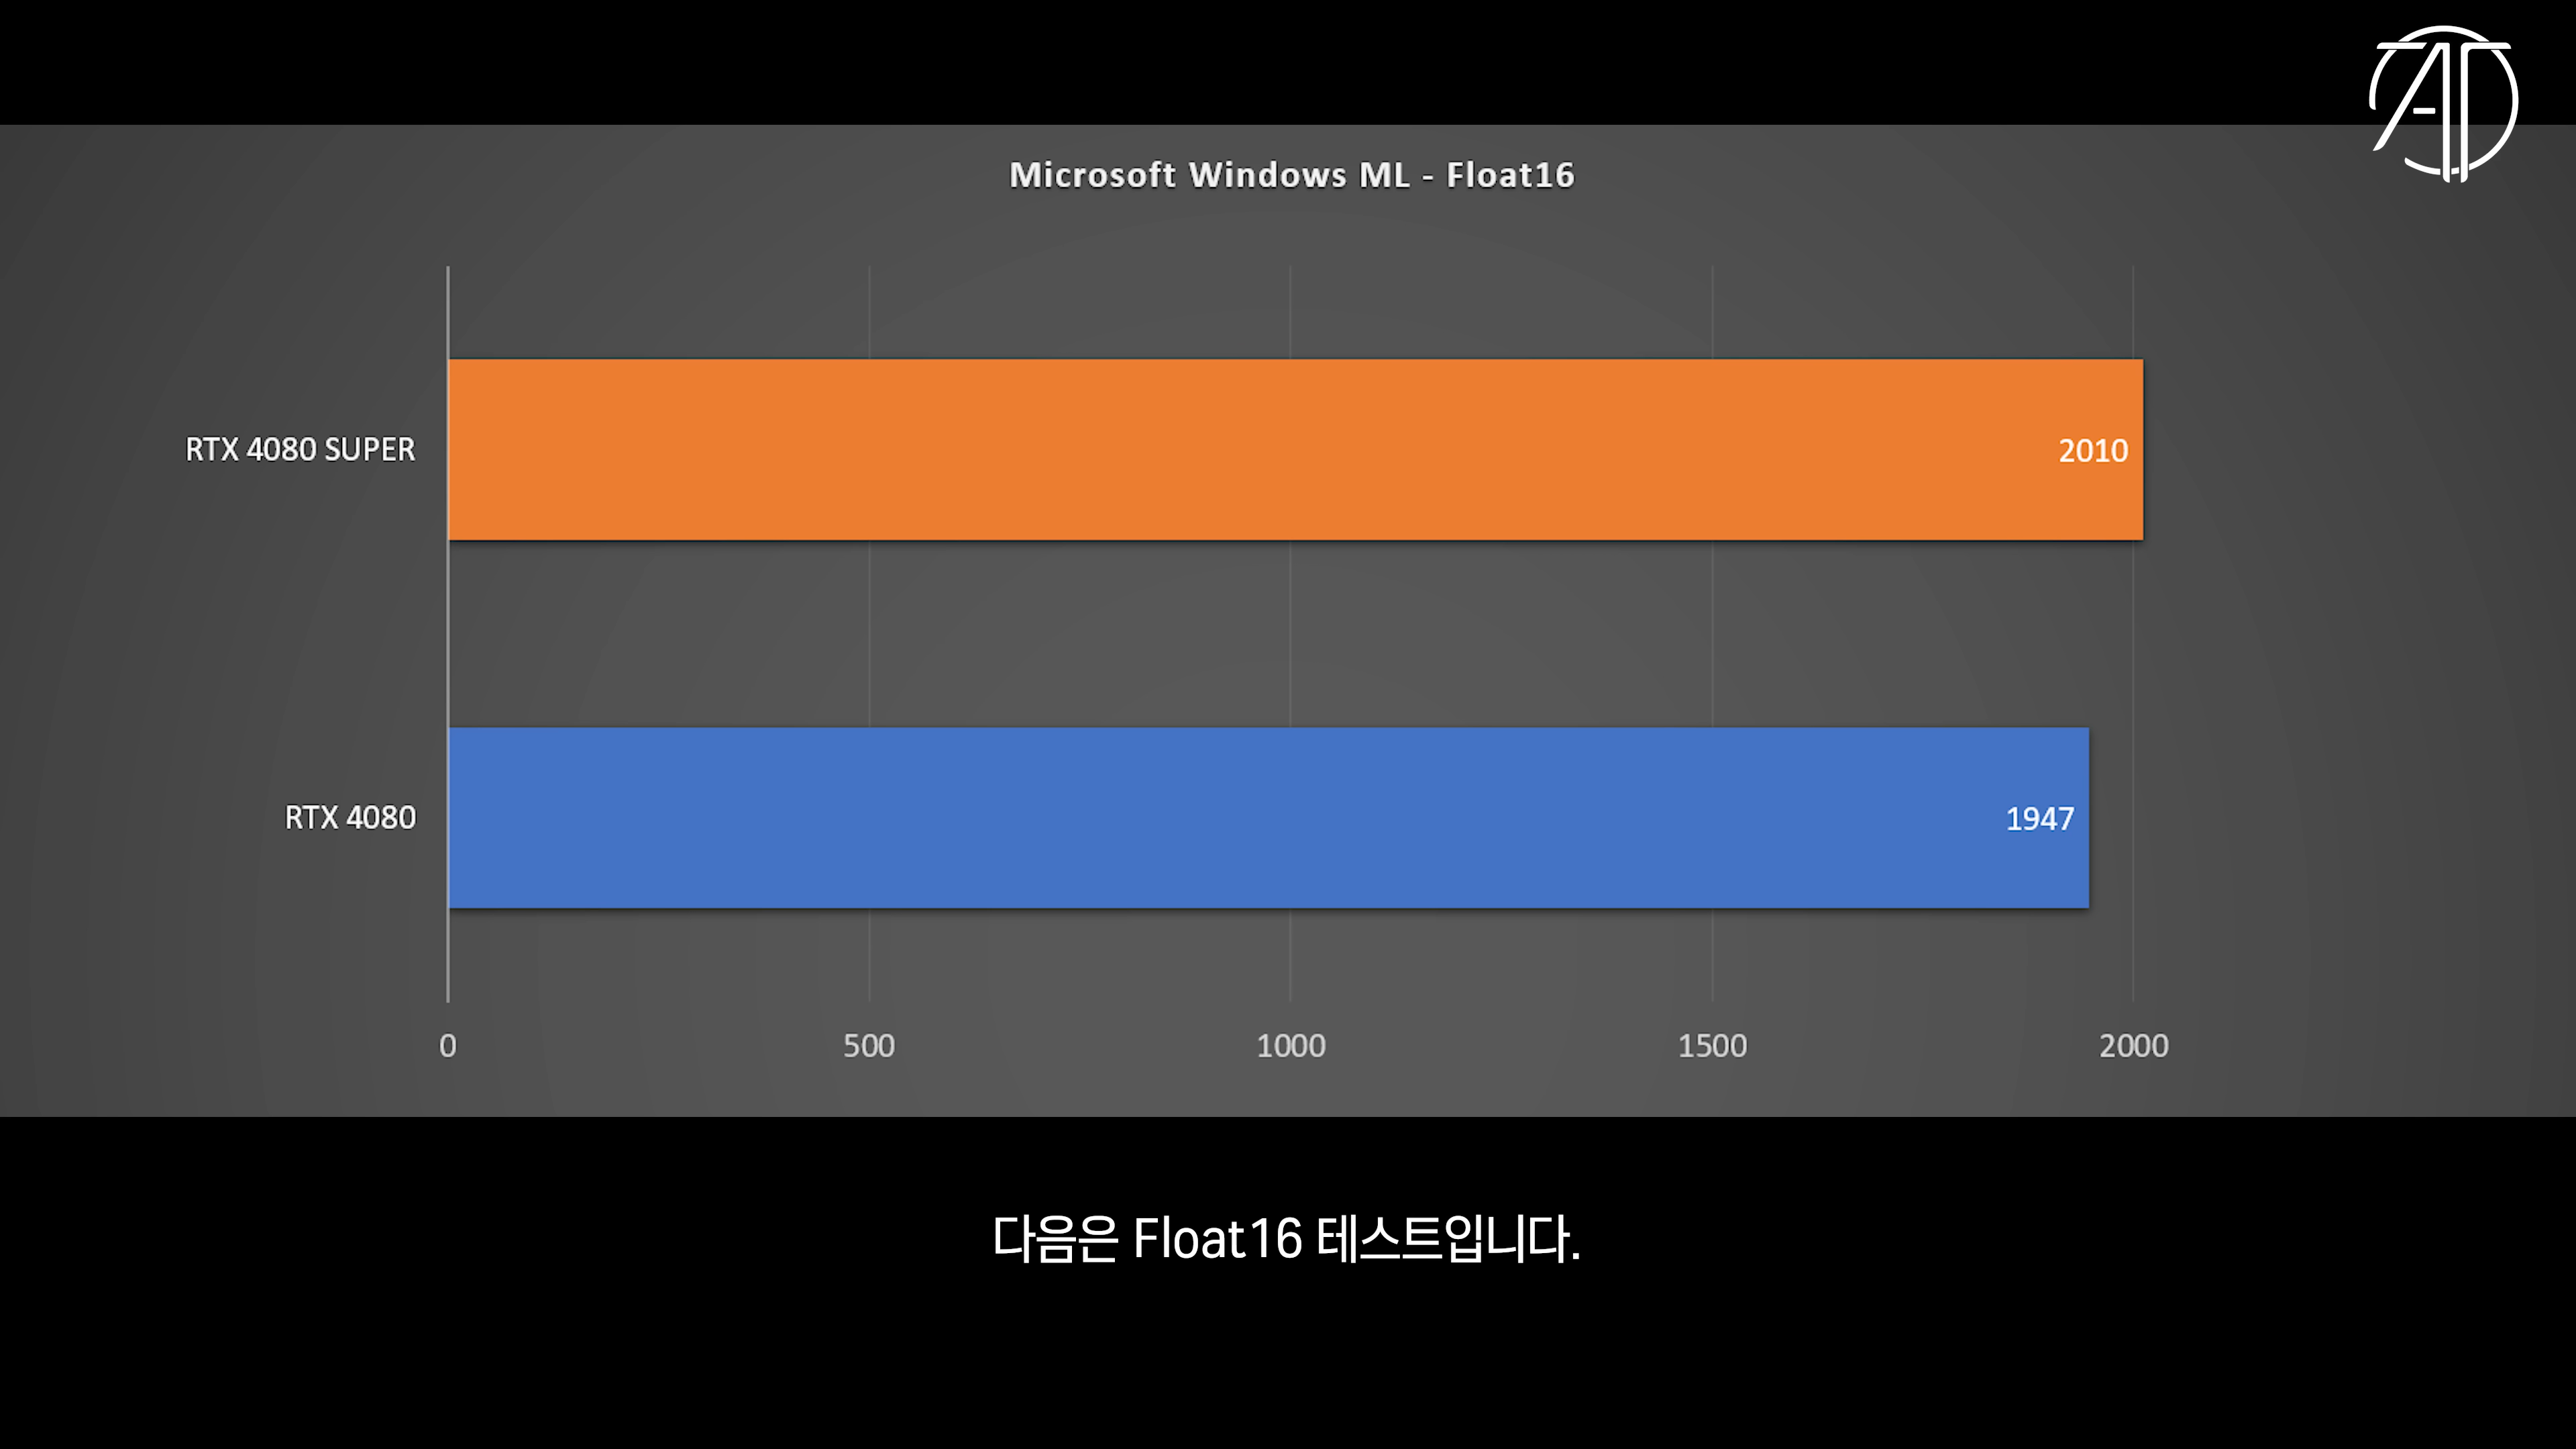 Microsoft Windows ML - Float16
RTX 4080 SUPER
2010
RTX 4080
1947
0
500
1000
1500
2000
다음은 Float16 테스트입니다.